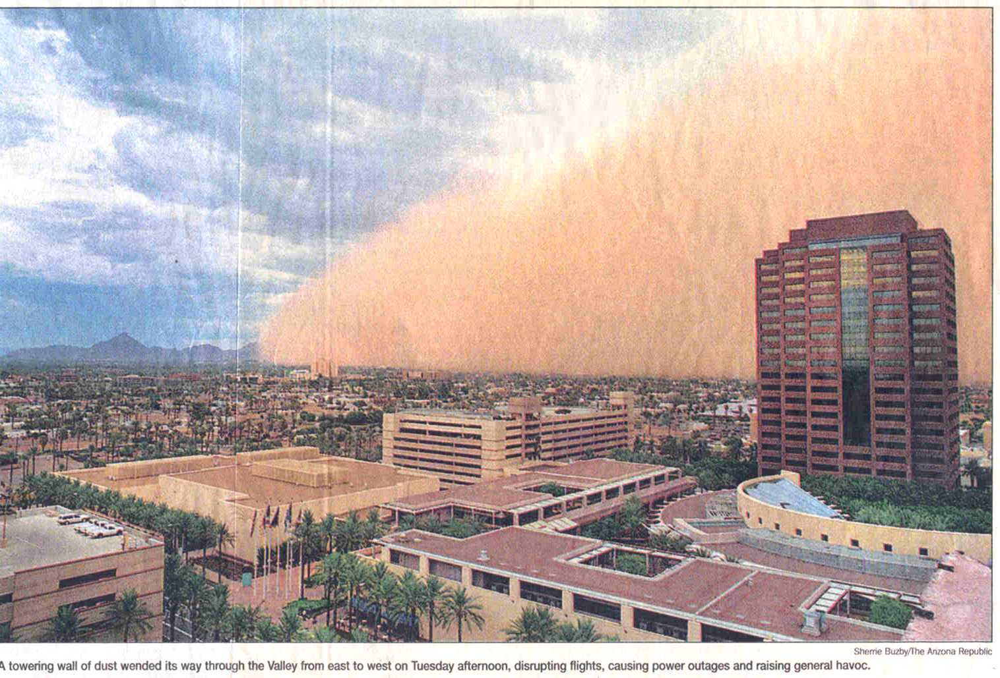 Sherrie Buzby/The Arizona Republic
A towering wall of dust wended its way through the Valley from east to west on Tuesday afternoon, disrupting flights, causing power outages and raising general havoc.